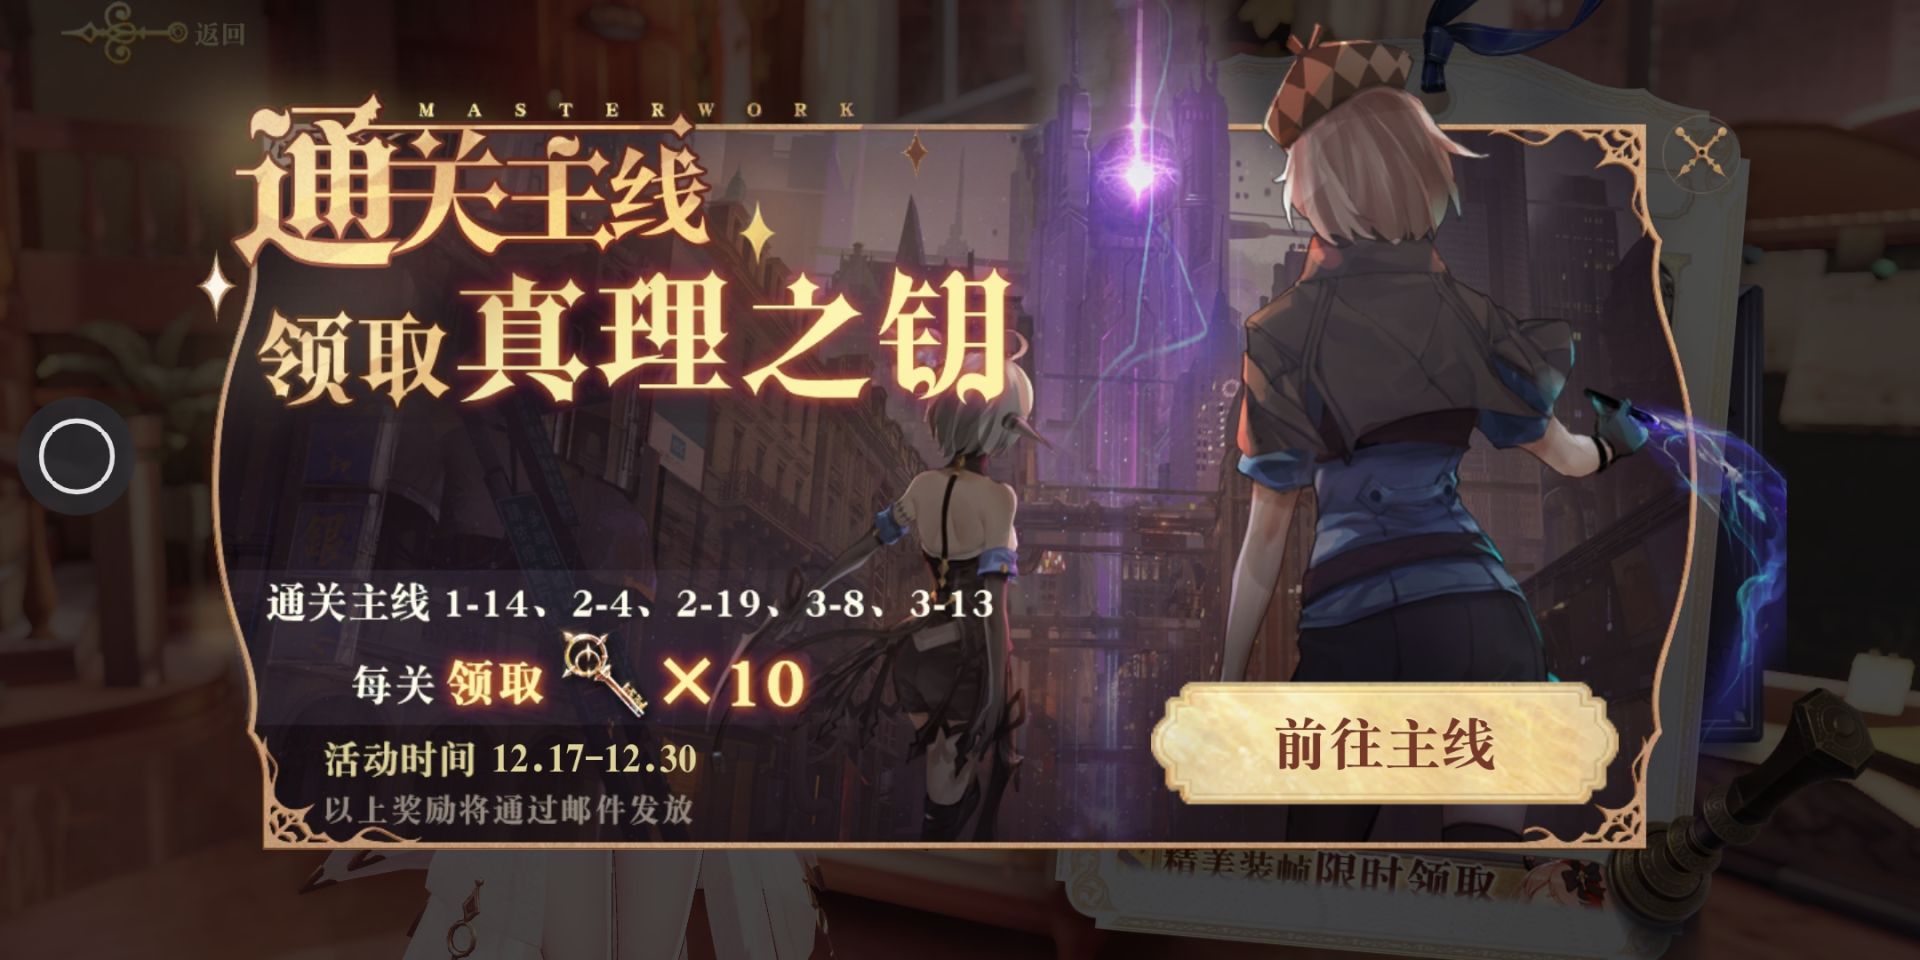 返回
MASTERWORK
通关主线
领取真理之钥
通关主线 1-14、2-4、2-19、3-8、3-13
每关 领取 ×10
活动时间 12.17-12.30
以上奖励将通过邮件发放
前往主线
精美装帧限时领取